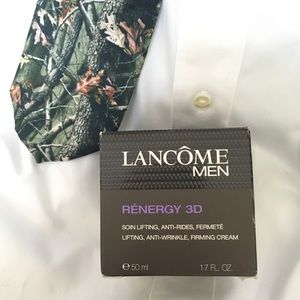 LANCÔME
MEN
RÉNERGY 3D
SOIN LIFTING, ANTI-RIDES, FERMETÉ
LIFTING, ANTI-WRINKLE, FIRMING CREAM
℮ 50 ml 1.7 FL. OZ.